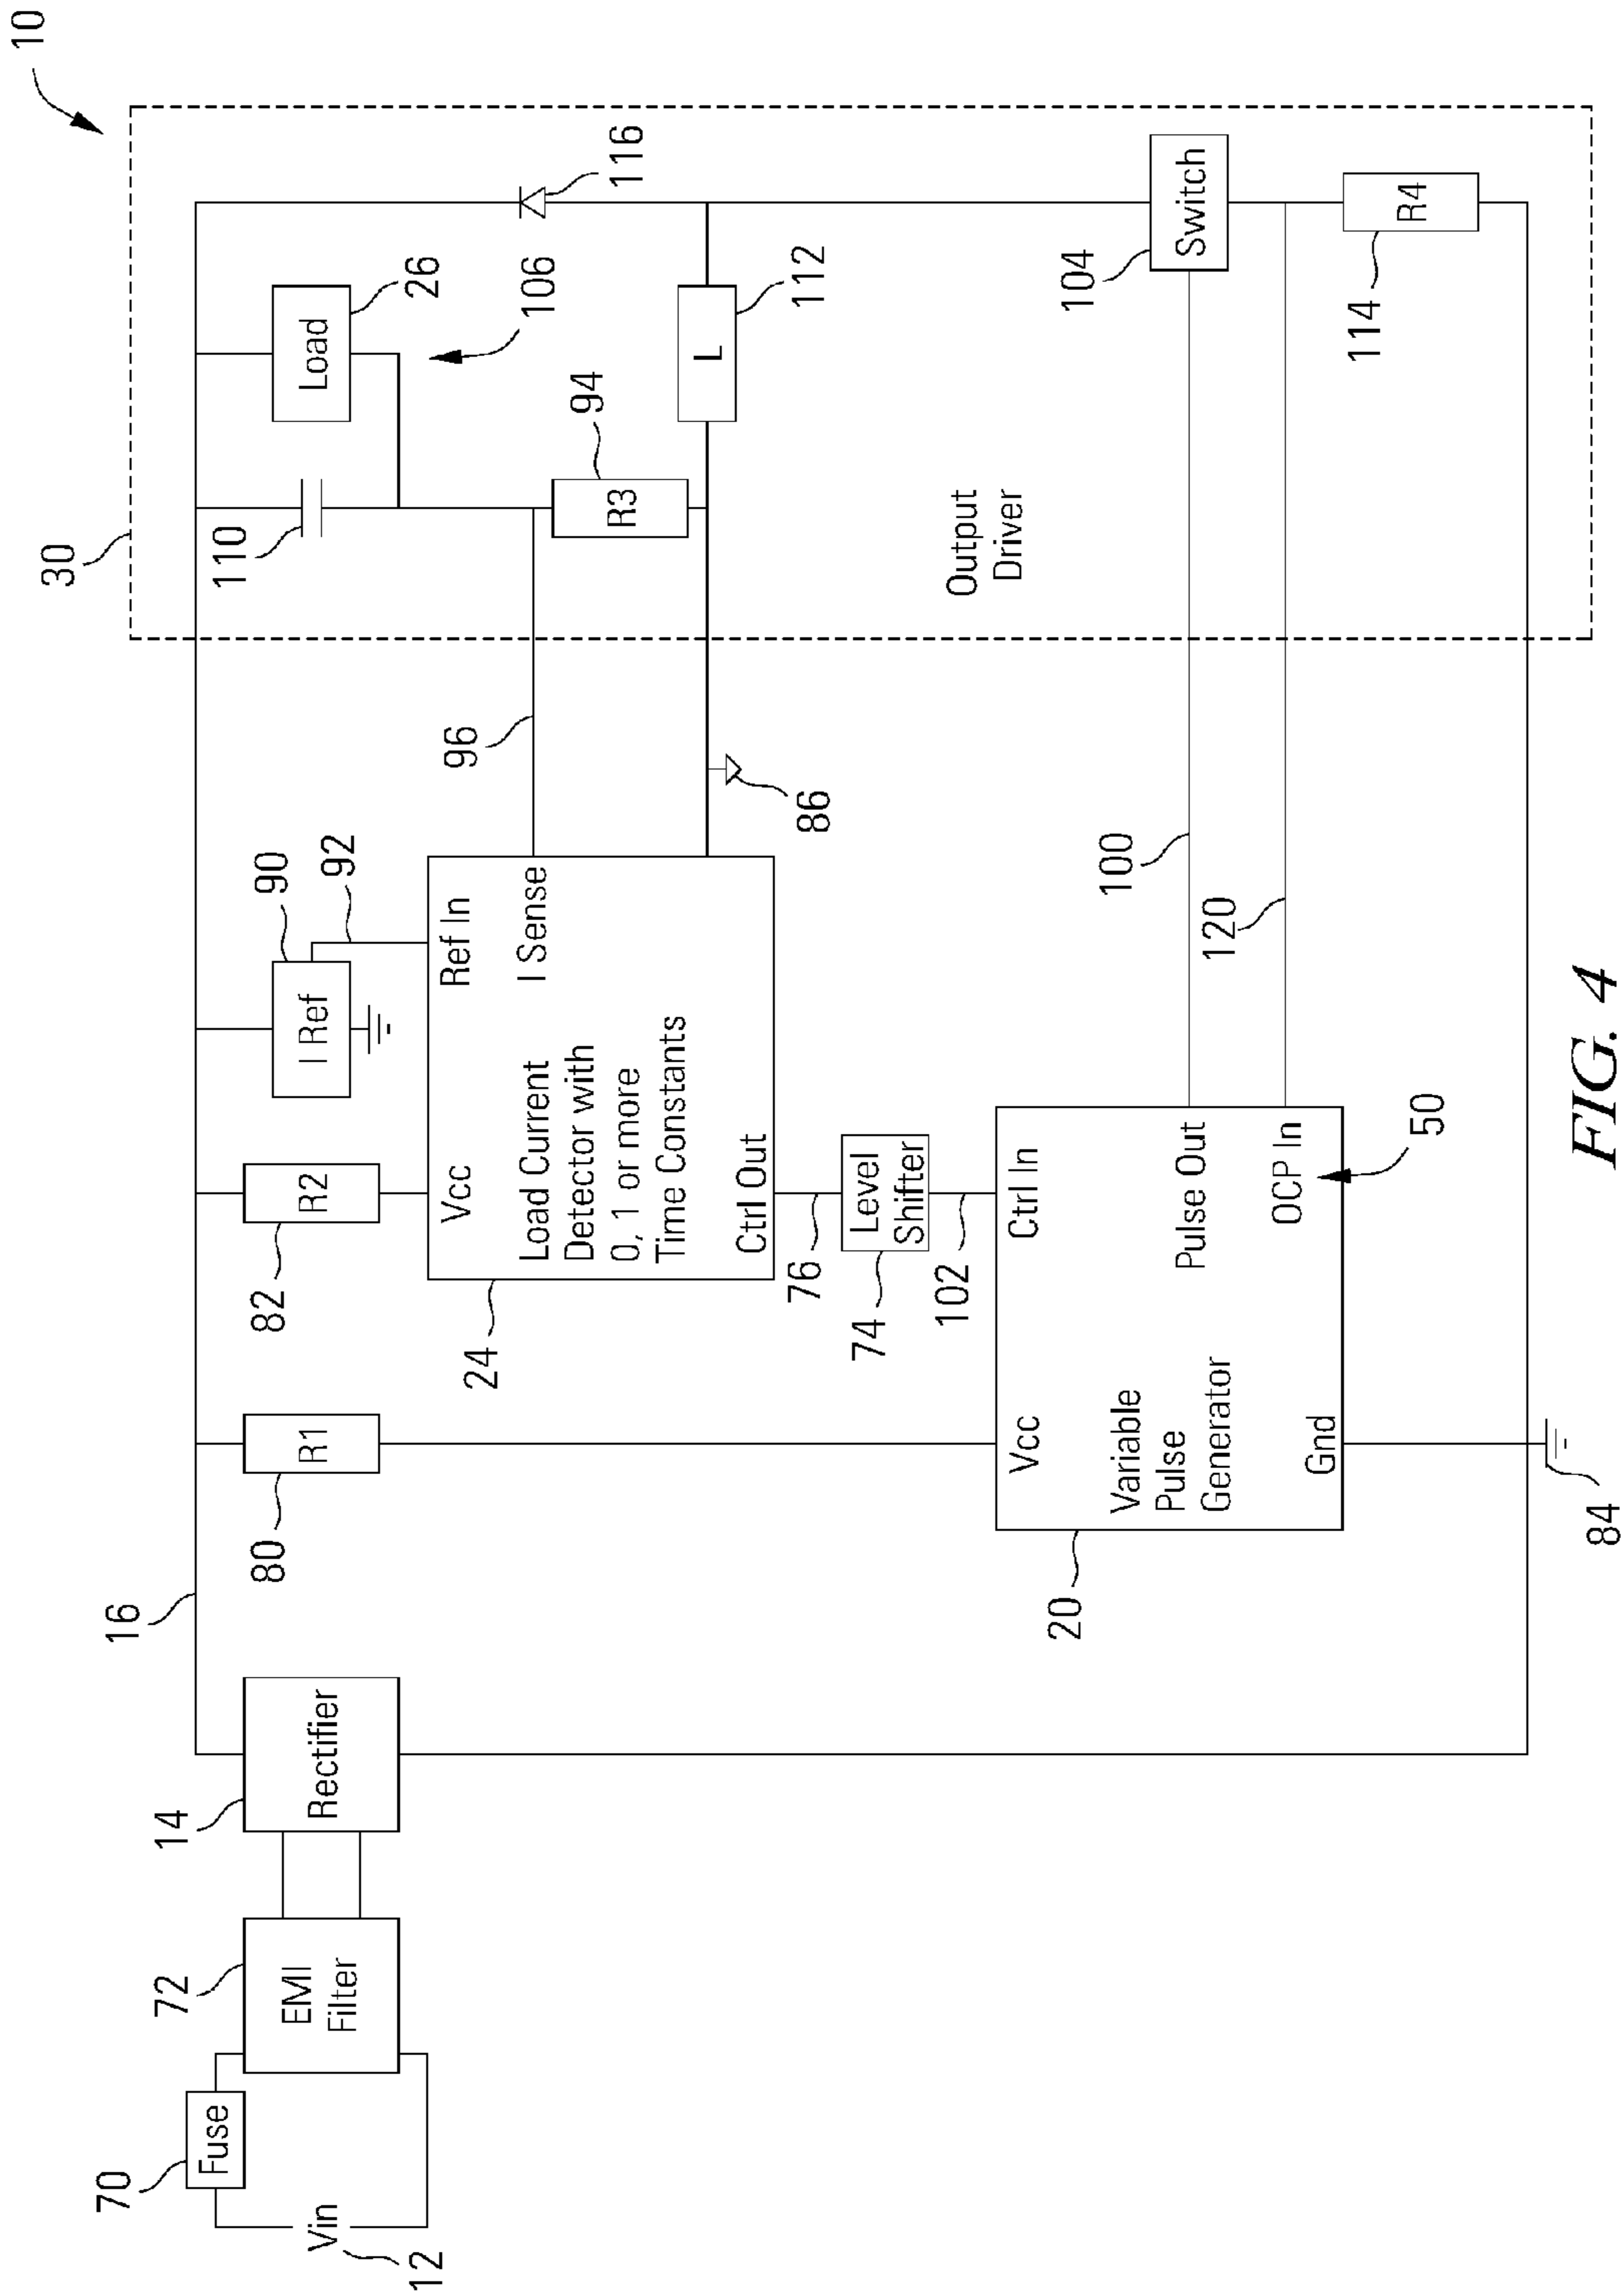 10
30
16
110
Load
26
106
116
R3
94
L
112
104
Switch
R4
114
Output
Driver
96
86
100
120
I Ref
90
92
R2
82
R1
80
Vcc
Ref In
I Sense
Load Current
Detector with
0, 1 or more
Time Constants
Ctrl Out
24
76
Level
Shifter
74
102
Vcc
Ctrl In
Variable
Pulse
Generator
Pulse Out
OCP In
Gnd
50
20
84
Rectifier
14
EMI
Filter
72
Fuse
70
Vin
12
FIG. 4